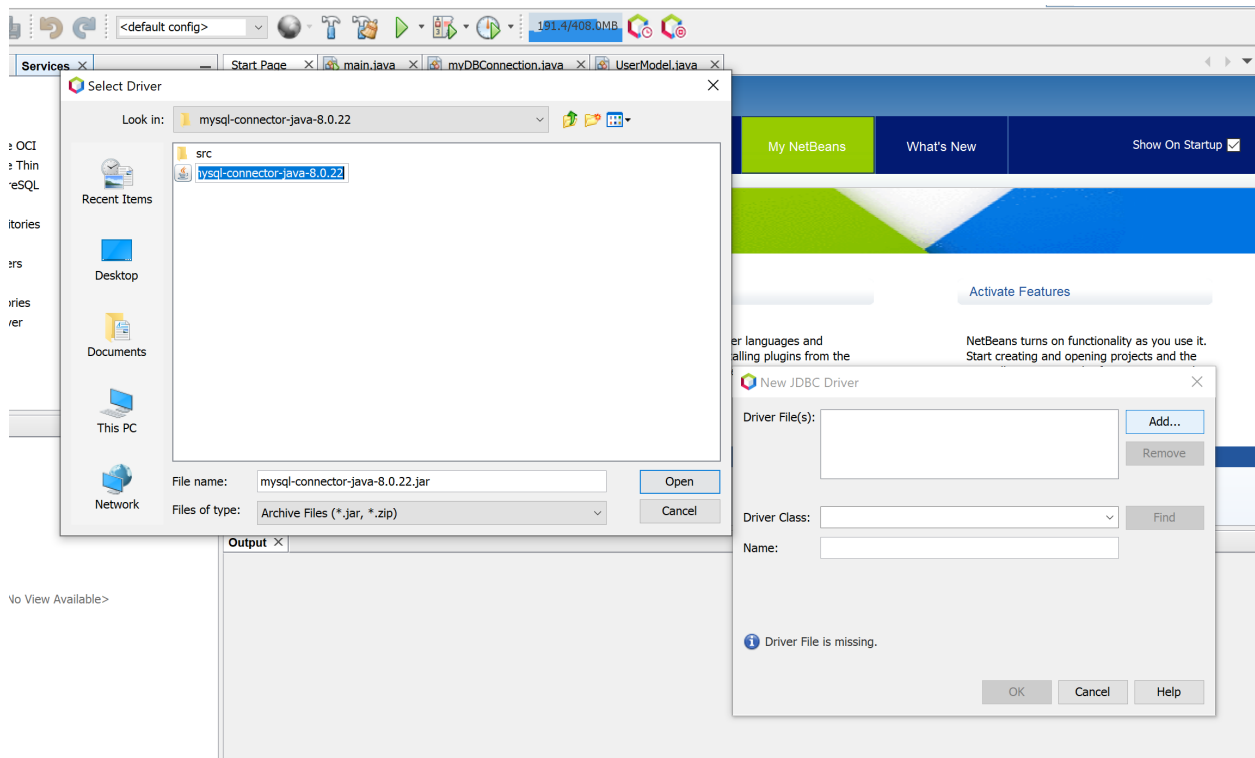 <default config>
191.4/408.0MB
Services
Start Page
main.java
myDBConnection.java
UserModel.java
Select Driver
Look in:
mysql-connector-java-8.0.22
src
mysql-connector-java-8.0.22
Recent Items
Desktop
Documents
This PC
Network
File name:
mysql-connector-java-8.0.22.jar
Open
Files of type:
Archive Files (*.jar, *.zip)
Cancel
e OCI
e Thin
reSQL
itories
ers
ories
ver
My NetBeans
What's New
Show On Startup
Activate Features
er languages and
alling plugins from the
NetBeans turns on functionality as you use it.
Start creating and opening projects and the
New JDBC Driver
Driver File(s):
Add...
Remove
Driver Class:
Find
Name:
Driver File is missing.
OK
Cancel
Help
Output
No View Available>